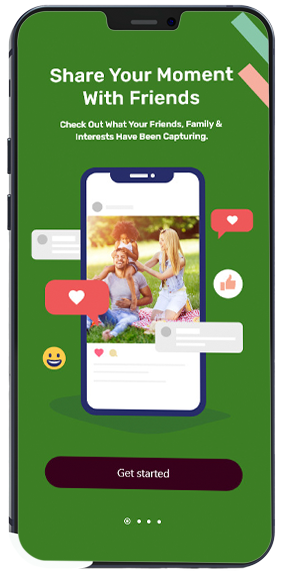 Share Your Moment
With Friends
Check Out What Your Friends, Family &
Interests Have Been Capturing.
Get started